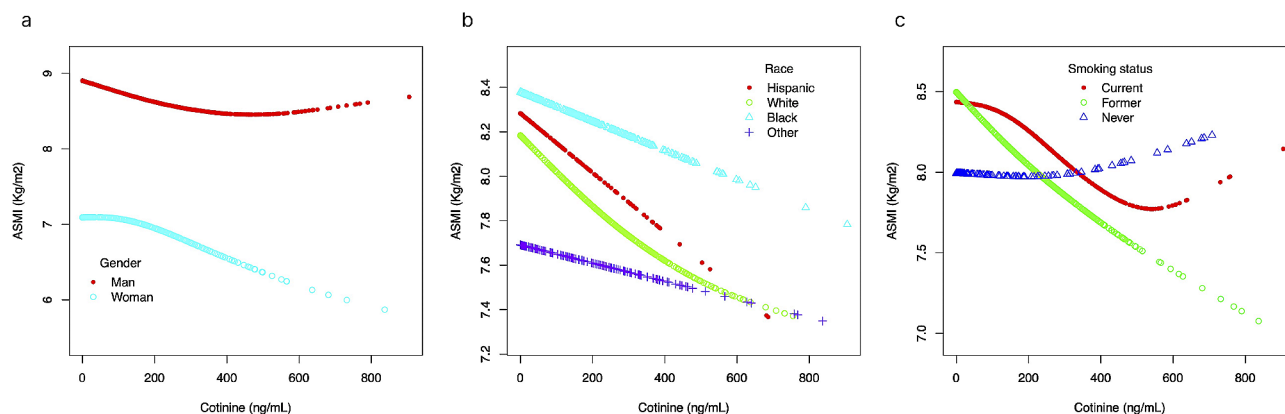 a
9
8
7
6
ASMI (Kg/m2)
Gender
Man
Woman
0 200 400 600 800
Cotinine (ng/mL)
b
8.4
8.2
8.0
7.8
7.6
7.4
7.2
ASMI (Kg/m2)
Race
Hispanic
White
Black
Other
0 200 400 600 800
Cotinine (ng/mL)
c
8.5
8.0
7.5
7.0
ASMI (Kg/m2)
Smoking status
Current
Former
Never
0 200 400 600 800
Cotinine (ng/mL)